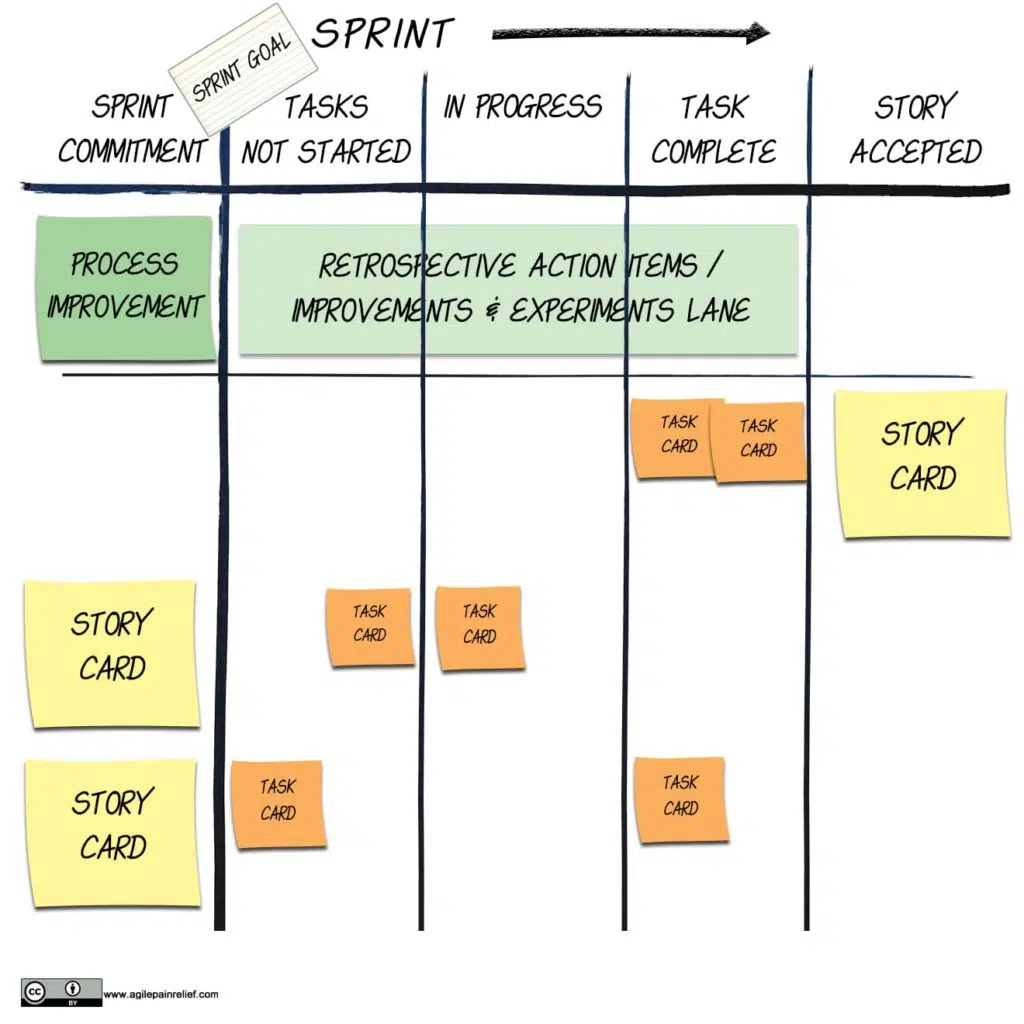 SPRINT GOAL
SPRINT
SPRINT
COMMITMENT
TASKS
NOT STARTED
IN PROGRESS
TASK
COMPLETE
STORY
ACCEPTED
PROCESS
IMPROVEMENT
RETROSPECTIVE ACTION ITEMS /
IMPROVEMENTS & EXPERIMENTS LANE
TASK
CARD
TASK
CARD
STORY
CARD
STORY
CARD
TASK
CARD
TASK
CARD
STORY
CARD
TASK
CARD
TASK
CARD
cc
BY
www.agilepainrelief.com